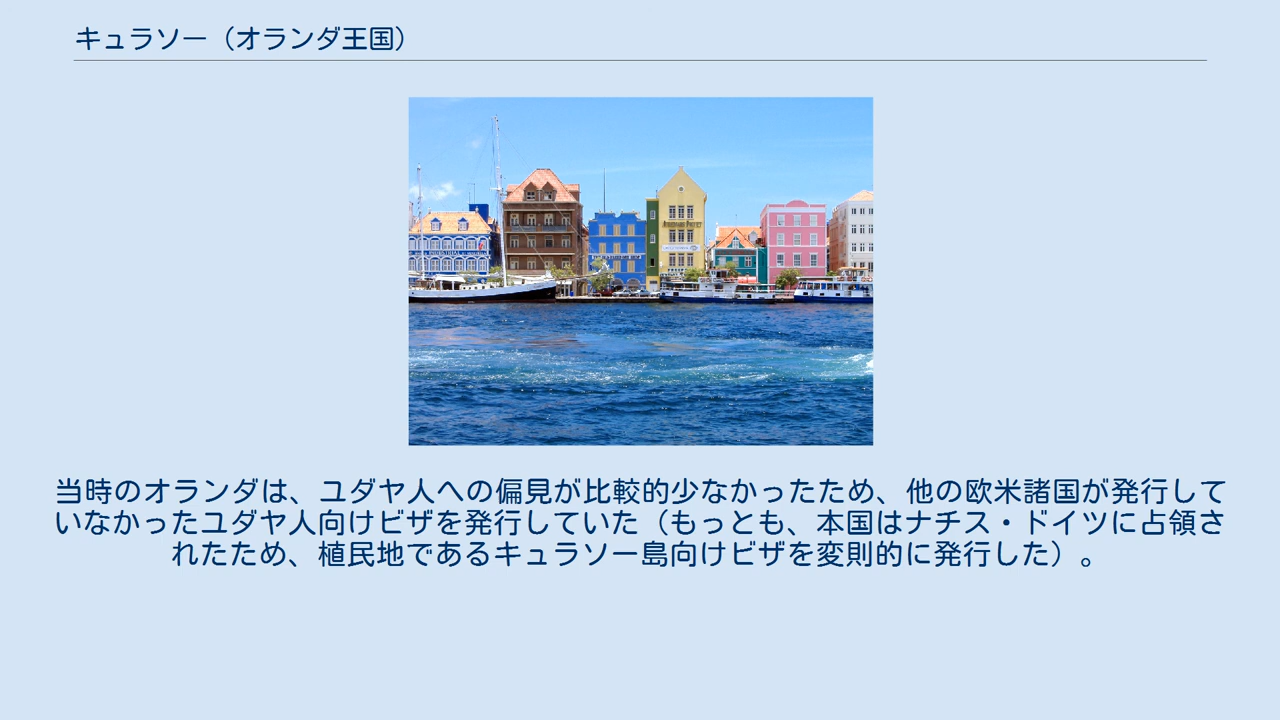 キュラソー（オランダ王国）
当時のオランダは、ユダヤ人への偏見が比較的少なかったため、他の欧米諸国が発行して
いなかったユダヤ人向けビザを発行していた（もっとも、本国はナチス・ドイツに占領さ
れたため、植民地であるキュラソー島向けビザを変則的に発行した）。